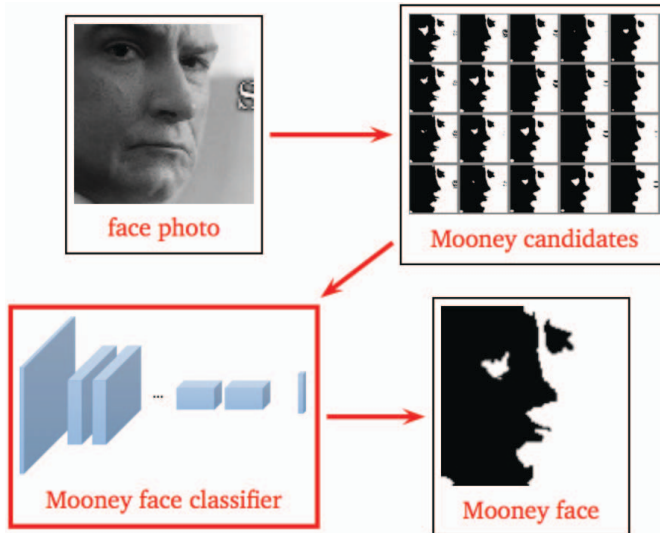 face photo
Mooney candidates
...
Mooney face classifier
Mooney face